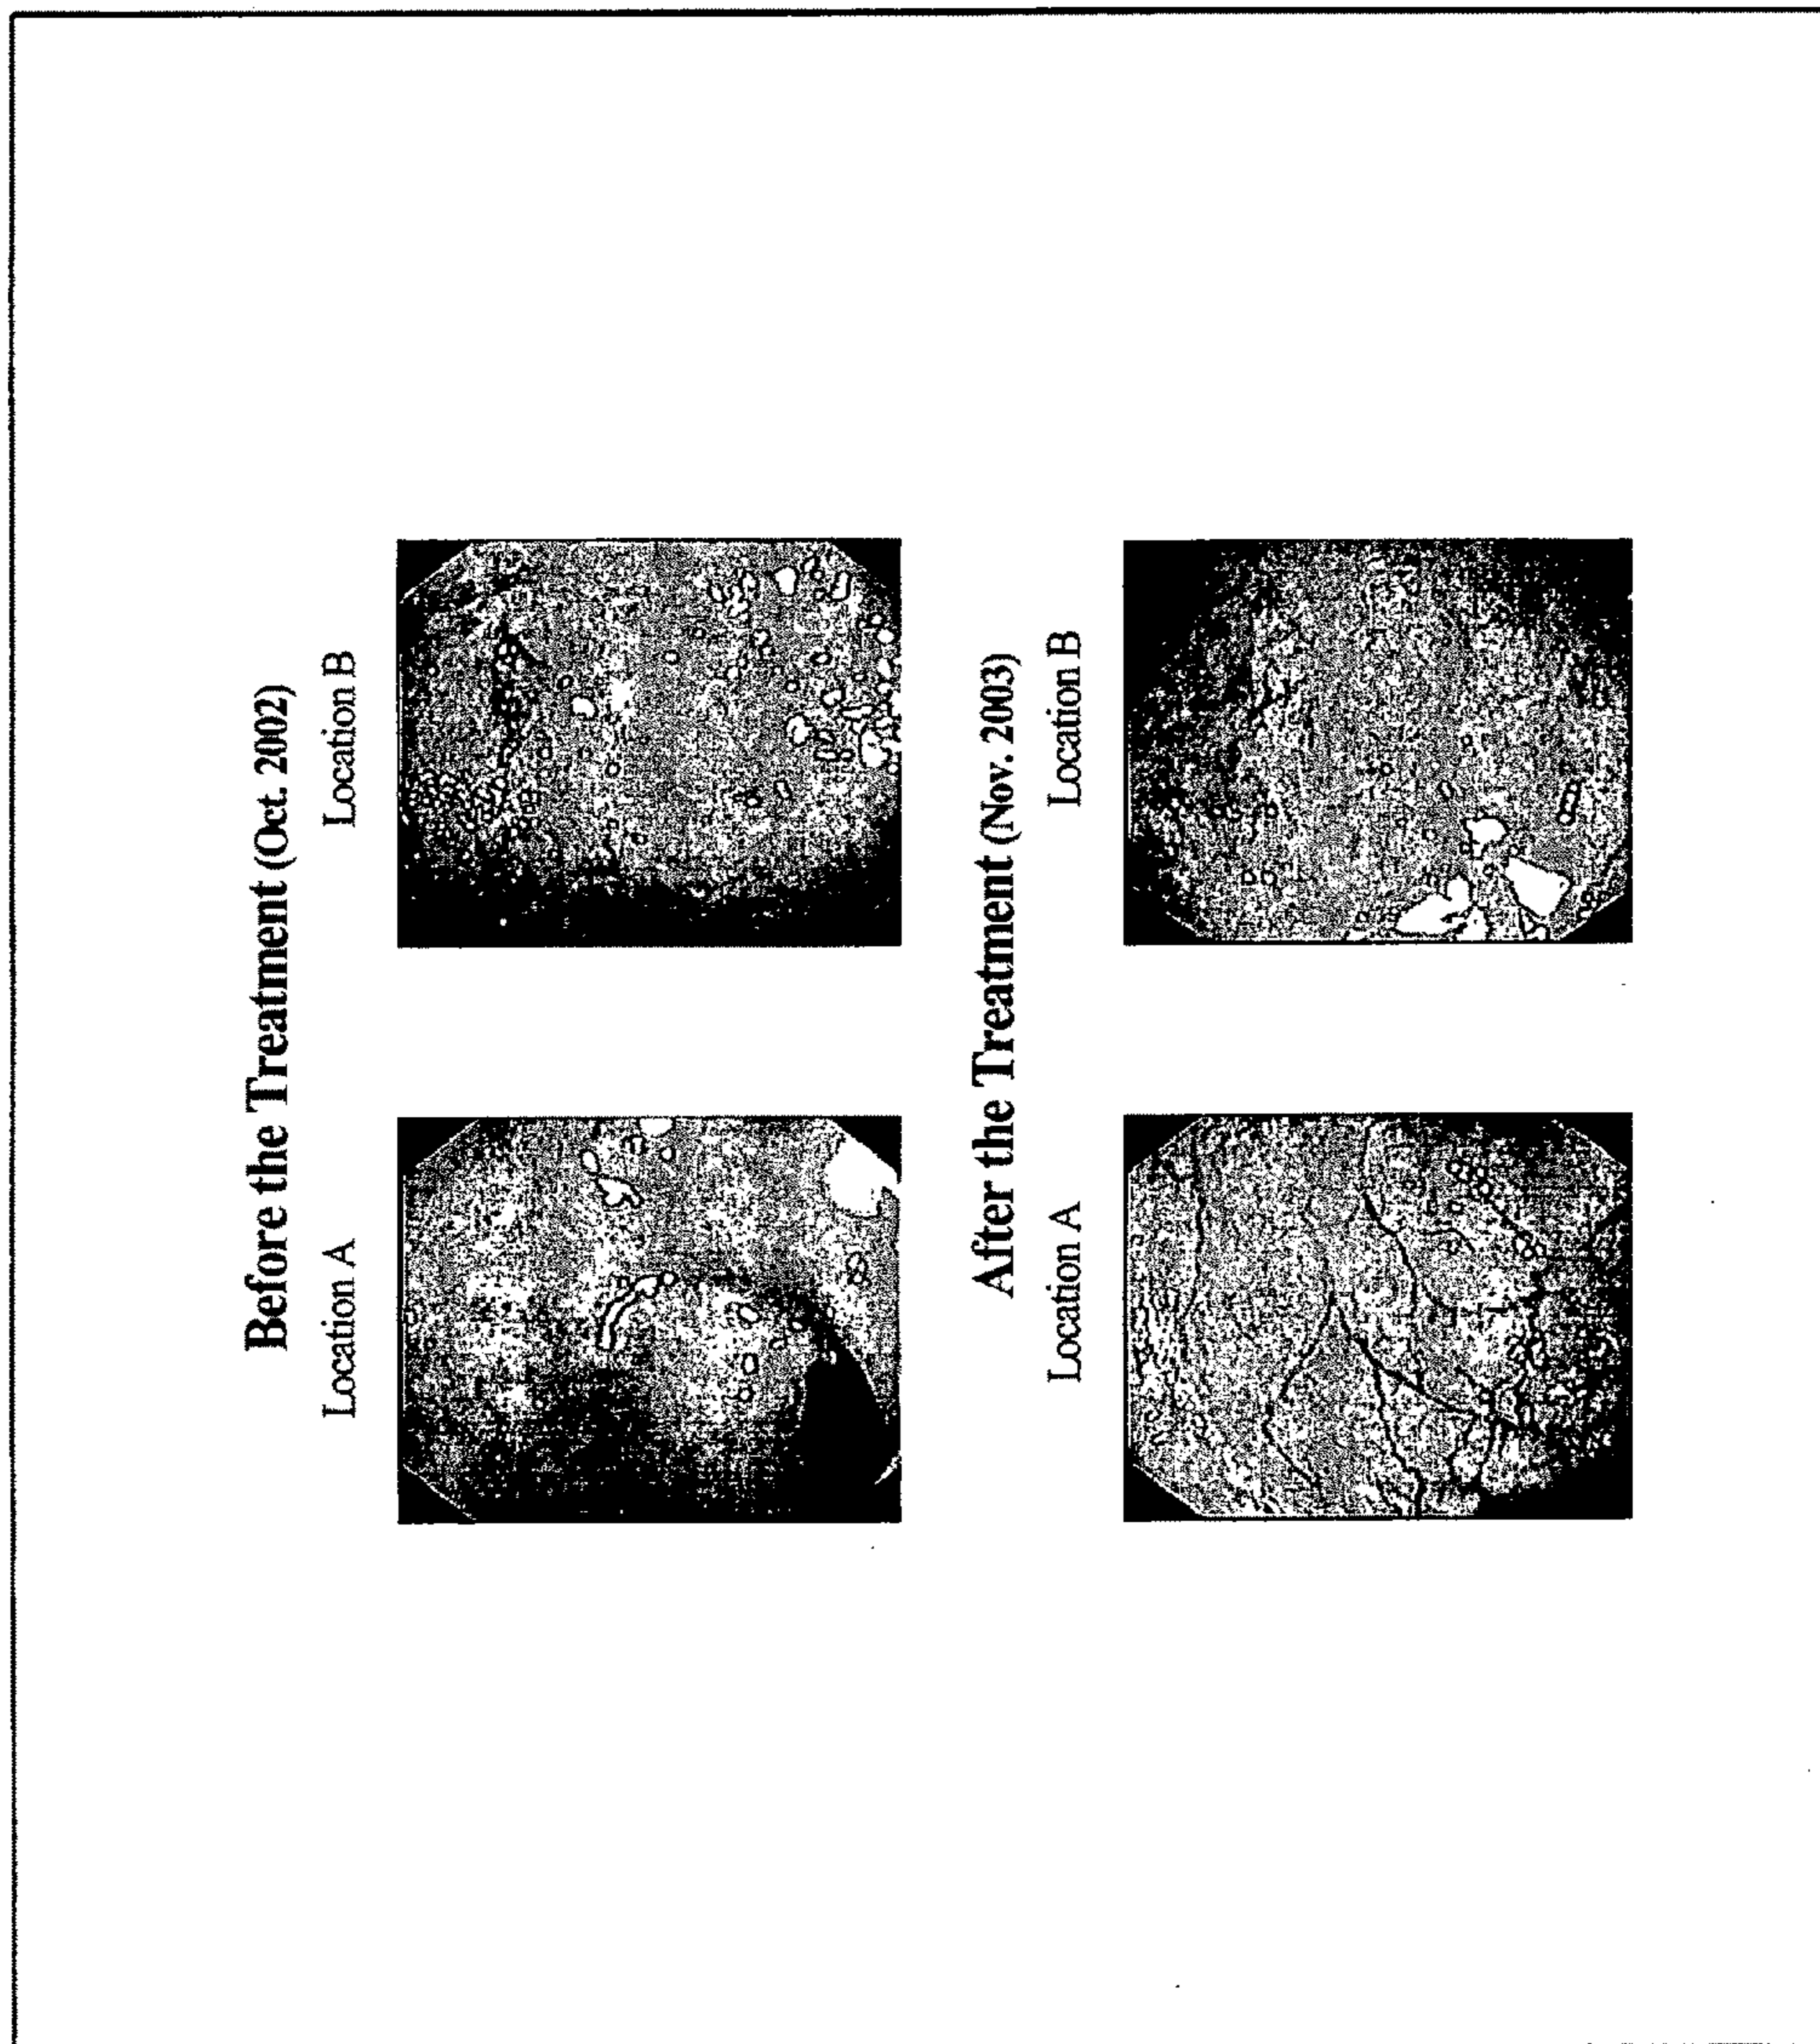 Before the Treatment (Oct. 2002)
Location A
Location B
After the Treatment (Nov. 2003)
Location A
Location B